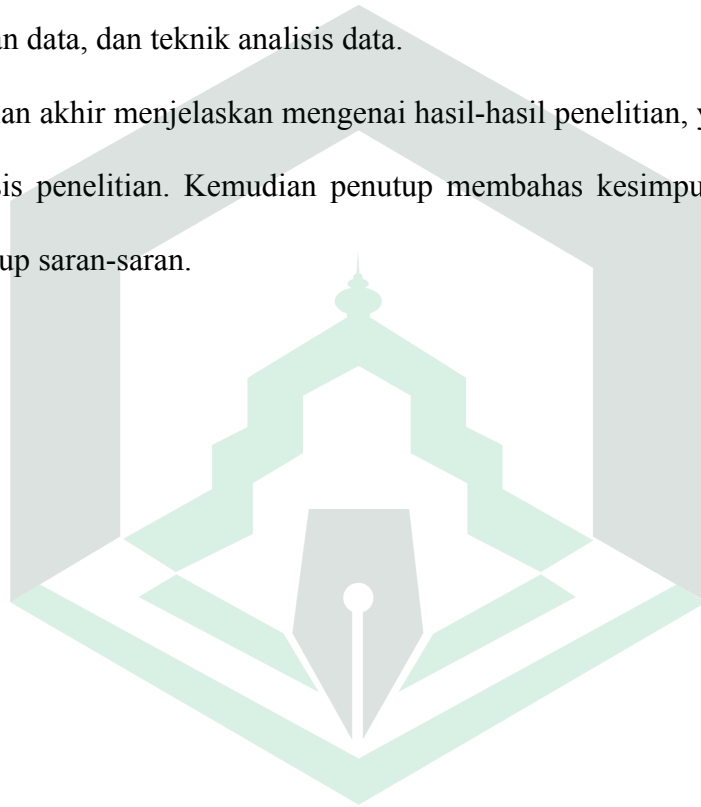 an data, dan teknik analisis data.
an akhir menjelaskan mengenai hasil-hasil penelitian, y
sis penelitian. Kemudian penutup membahas kesimpu
up saran-saran.